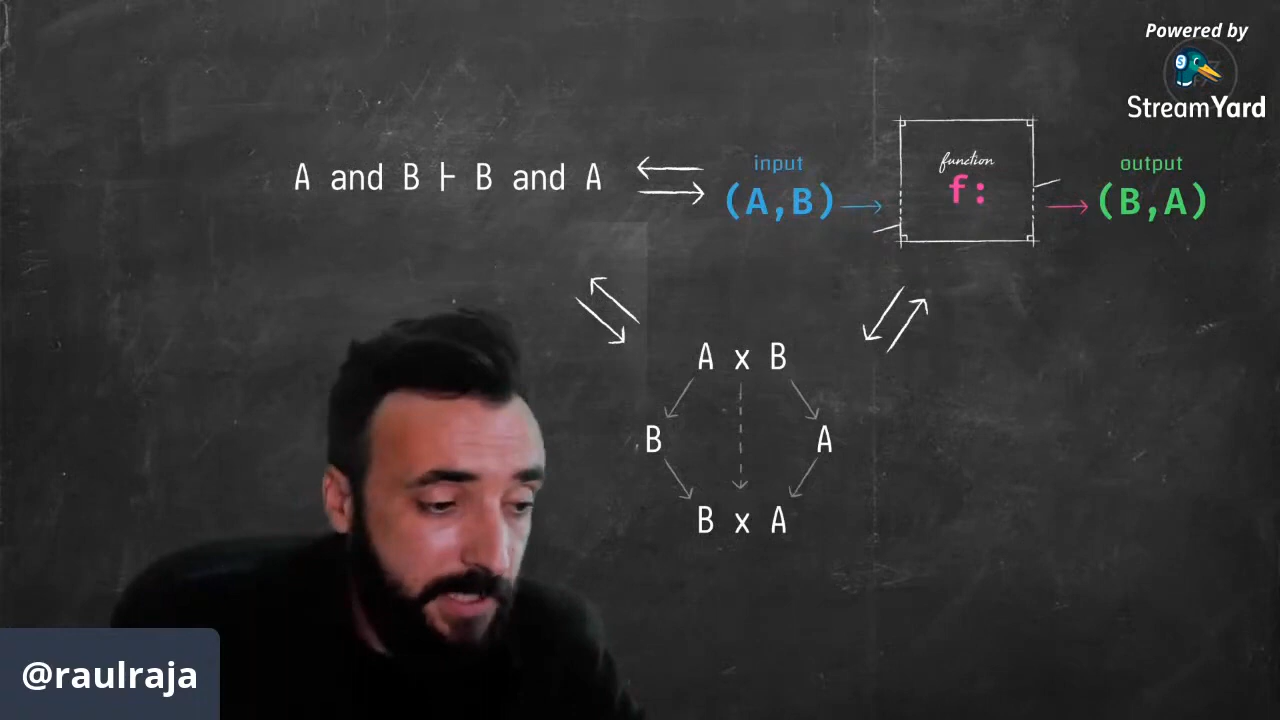 Powered by
StreamYard
A and B ⊢ B and A
input
(A,B)
function
f:
output
(B,A)
A x B
B
A
B x A
@raulraja